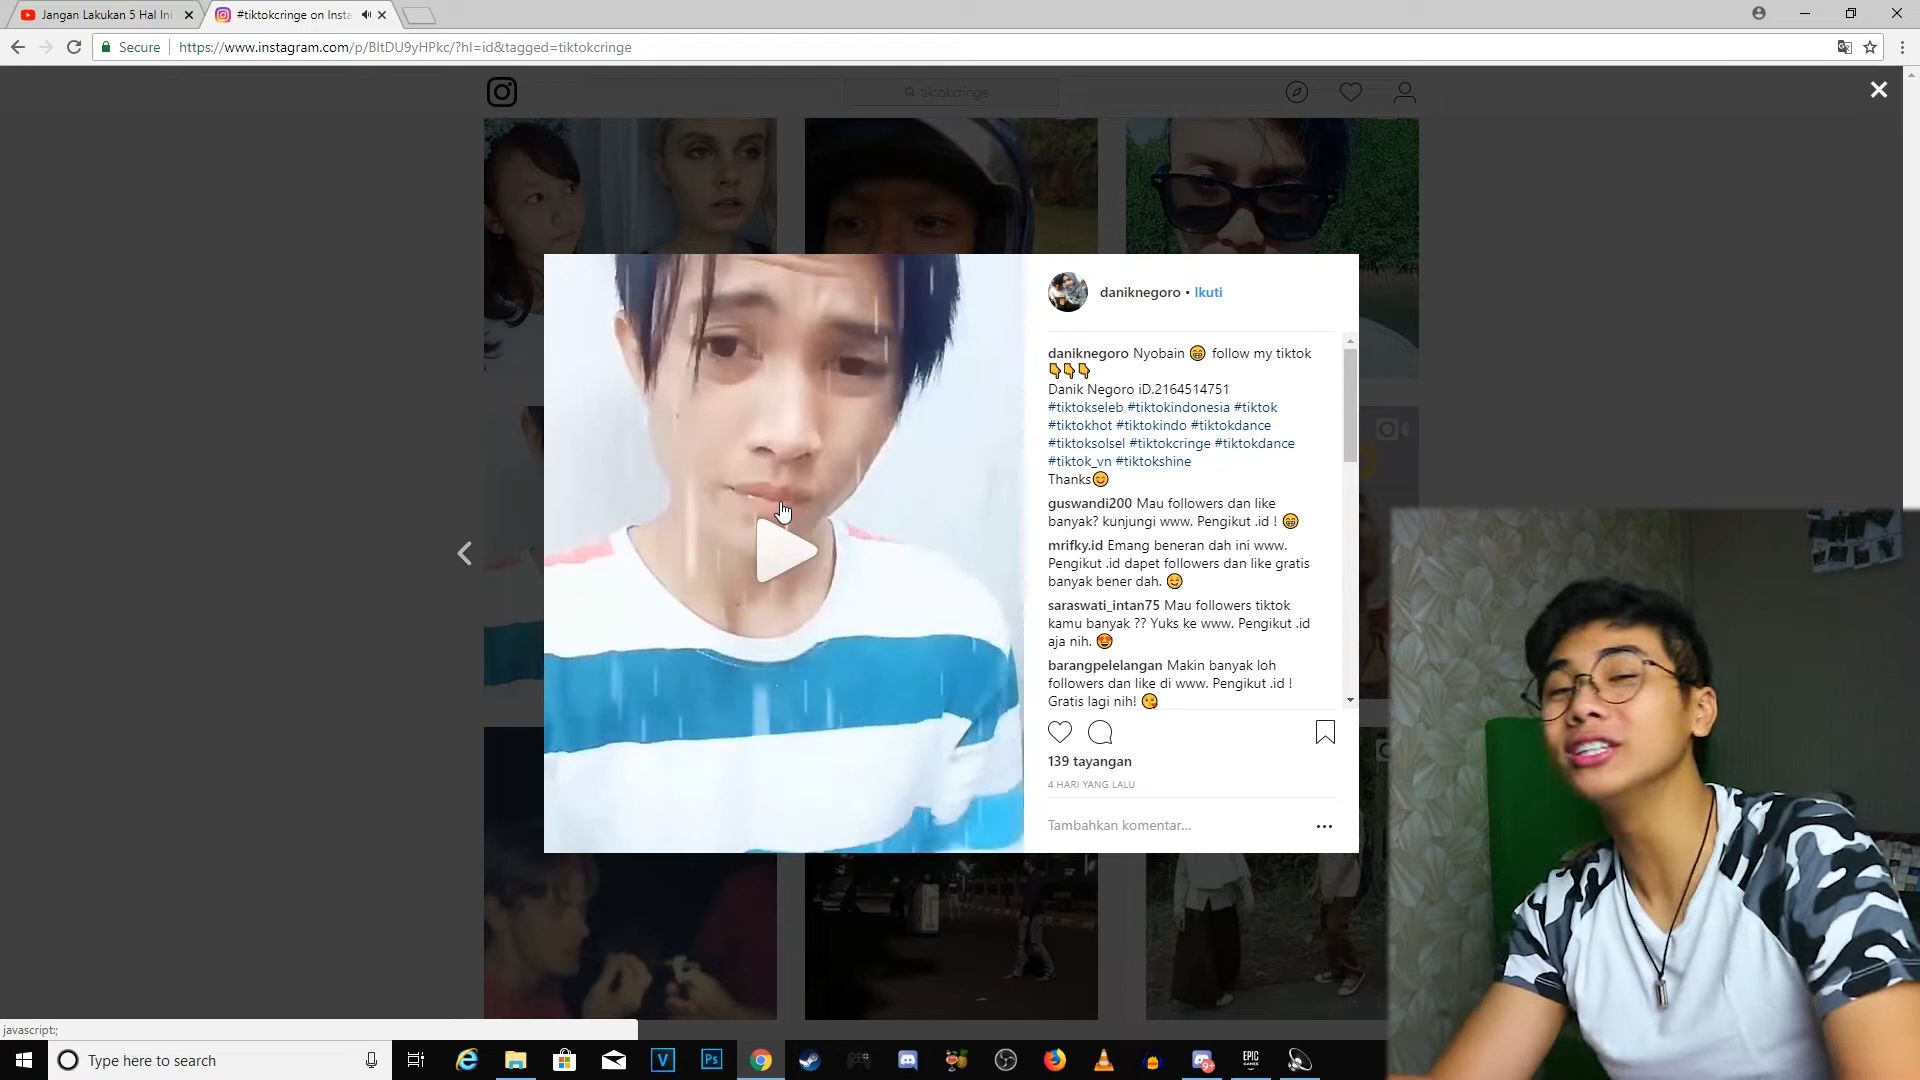 Jangan Lakukan 5 Hal Ini
#tiktokcringe on Insta
Secure
https://www.instagram.com/p/BltDU9yHPkc/?hl=id&tagged=tiktokcringe
tiktokcringe
daniknegoro • Ikuti
daniknegoro Nyobain 😁 follow my tiktok
👇👇👇
Danik Negoro iD.2164514751
#tiktokseleb #tiktokindonesia #tiktok
#tiktokhot #tiktokindo #tiktokdance
#tiktoksolsel #tiktokcringe #tiktokdance
#tiktok_vn #tiktokshine
Thanks😊
guswandi200 Mau followers dan like
banyak? kunjungi www. Pengikut .id ! 😁
mrifky.id Emang beneran dah ini www.
Pengikut .id dapet followers dan like gratis
banyak bener dah. 😊
saraswati_intan75 Mau followers tiktok
kamu banyak ?? Yuks ke www. Pengikut .id
aja nih. 😍
barangpelelangan Makin banyak loh
followers dan like di www. Pengikut .id !
Gratis lagi nih! 😘
139 tayangan
4 HARI YANG LALU
Tambahkan komentar...
javascript:;
Type here to search
V
Ps
9+
EPIC
GAMES